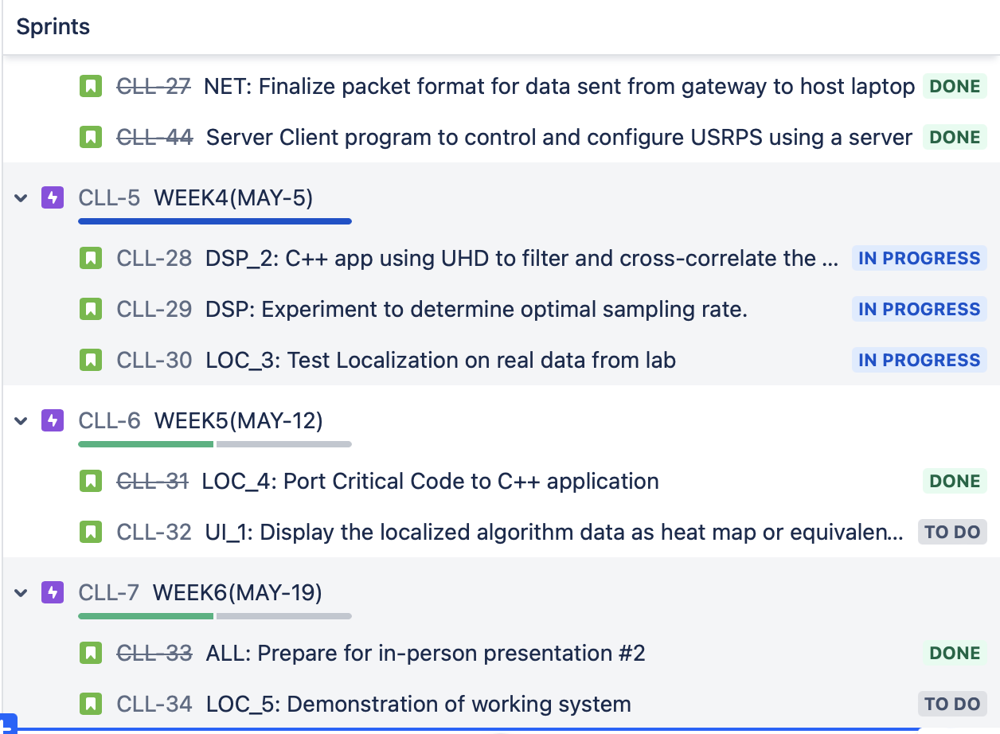 Sprints
CLL-27 NET: Finalize packet format for data sent from gateway to host laptop DONE
CLL-44 Server Client program to control and configure USRPS using a server DONE
CLL-5 WEEK4(MAY-5)
CLL-28 DSP_2: C++ app using UHD to filter and cross-correlate the ... IN PROGRESS
CLL-29 DSP: Experiment to determine optimal sampling rate. IN PROGRESS
CLL-30 LOC_3: Test Localization on real data from lab IN PROGRESS
CLL-6 WEEK5(MAY-12)
CLL-31 LOC_4: Port Critical Code to C++ application DONE
CLL-32 UI_1: Display the localized algorithm data as heat map or equivalen... TO DO
CLL-7 WEEK6(MAY-19)
CLL-33 ALL: Prepare for in-person presentation #2 DONE
CLL-34 LOC_5: Demonstration of working system TO DO